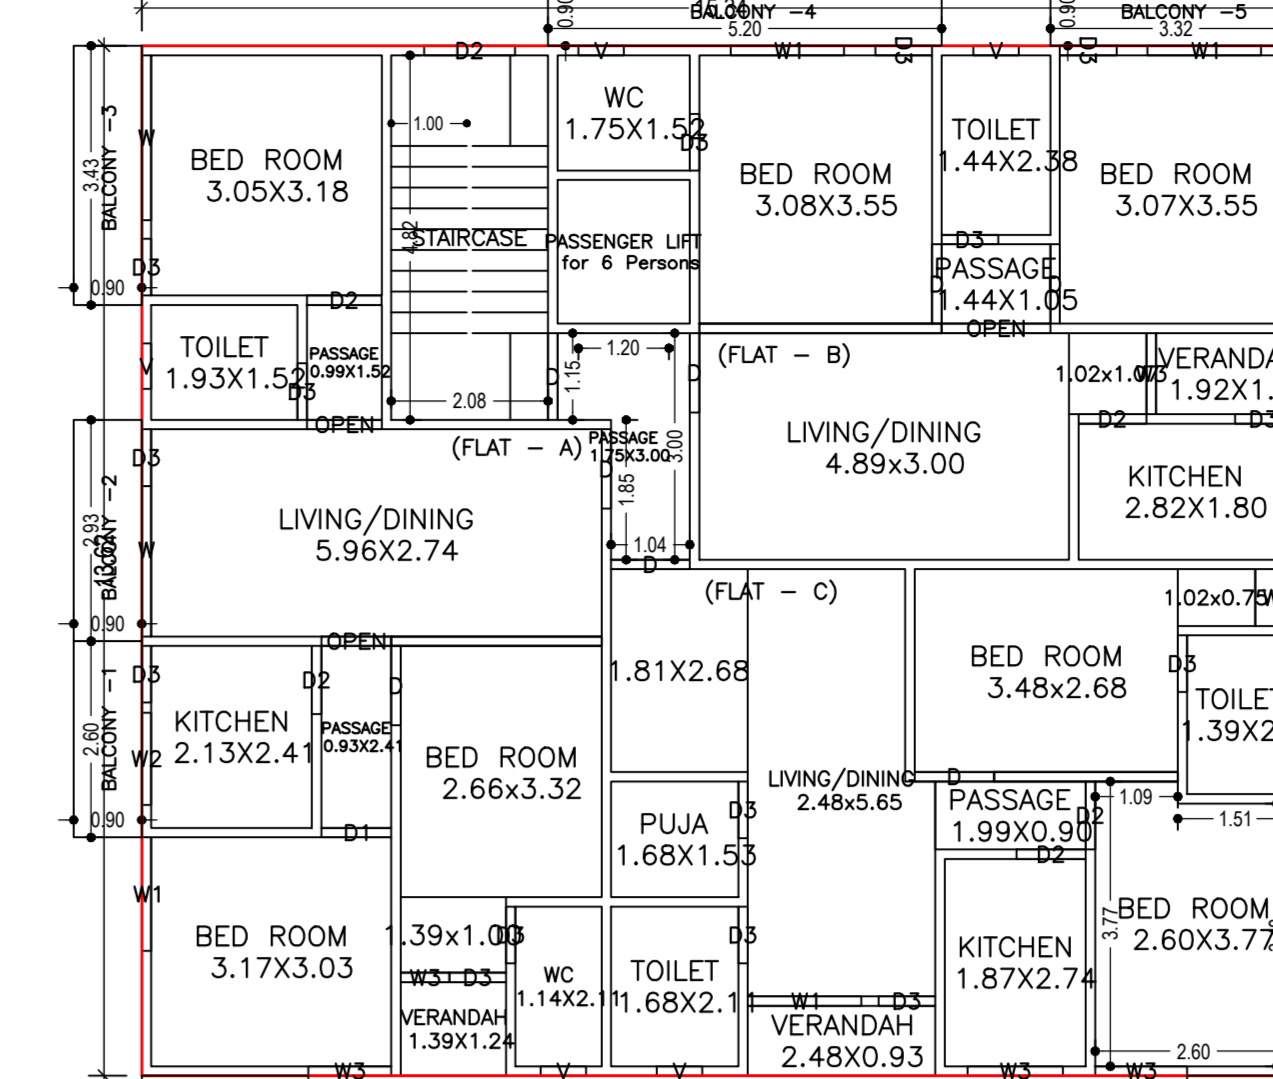 0.90
15.24
BALCONY -4
5.20
0.90
BALCONY -5
3.32
D2
V
W1
D3
V
D3
W1
BALCONY -3
3.43
W
BED ROOM
3.05X3.18
1.00
4.82
STAIRCASE
WC
1.75X1.52
D3
PASSENGER LIFT
for 6 Persons
BED ROOM
3.08X3.55
TOILET
1.44X2.38
D3
BED ROOM
3.07X3.55
PASSAGE
1.44X1.05
D
D
OPEN
D3
0.90
D2
TOILET
1.93X1.52
V
D3
PASSAGE
0.99X1.52
OPEN
2.08
D
1.15
1.20
D
(FLAT - B)
1.02x1.07
W3
VERANDA
1.92X1.
D2
D3
(FLAT - A)
PASSAGE
1.75X3.00
3.00
D
1.85
1.04
D
LIVING/DINING
4.89x3.00
KITCHEN
2.82X1.80
BALCONY -2
2.93
D3
W
0.90
LIVING/DINING
5.96X2.74
OPEN
(FLAT - C)
1.02x0.75
W
BED ROOM
3.48x2.68
D3
TOILET
1.39X2
1.81X2.68
BALCONY -1
2.60
D3
D2
D
KITCHEN
2.13X2.41
W2
0.90
PASSAGE
0.93X2.41
D1
BED ROOM
2.66x3.32
LIVING/DINING
2.48x5.65
D
PASSAGE
1.99X0.90
D2
D2
1.09
1.51
PUJA
1.68X1.53
D3
W1
BED ROOM
3.17X3.03
1.39x1.00
D3
W3
D3
VERANDAH
1.39X1.24
WC
1.14X2.11
TOILET
1.68X2.11
D3
W1
D3
VERANDAH
2.48X0.93
KITCHEN
1.87X2.74
3.77
BED ROOM
2.60X3.77
2.60
W3
V
V
W3
W3